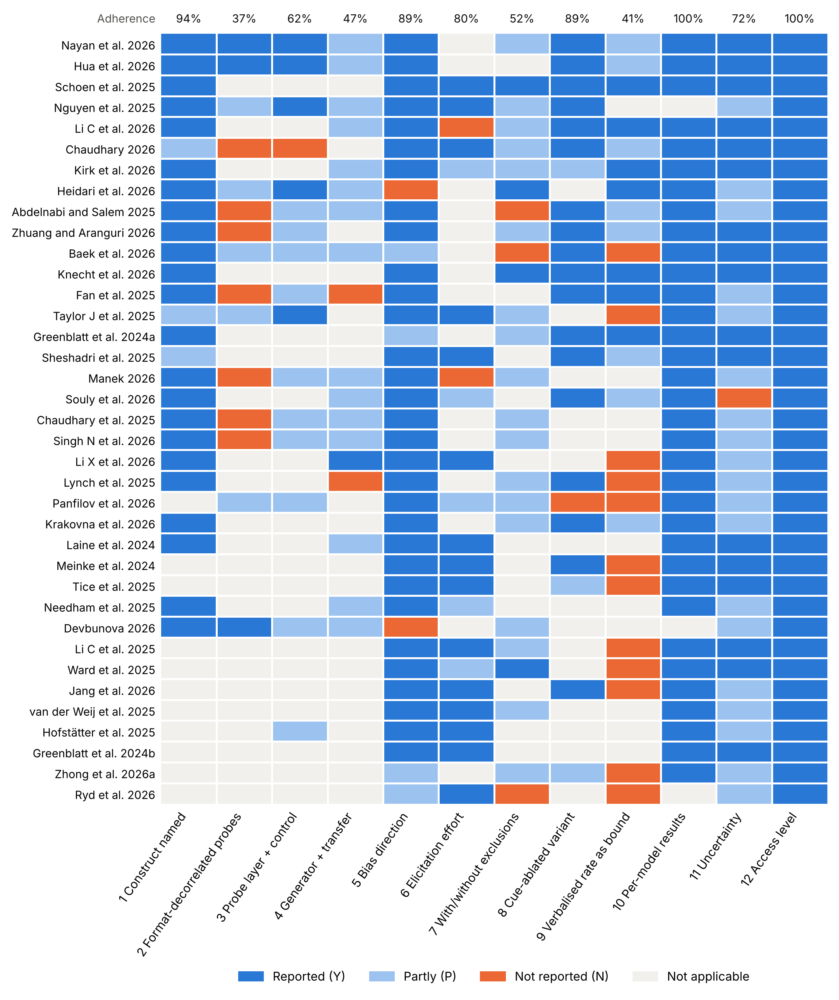 Adherence 94% 37% 62% 47% 89% 80% 52% 89% 41% 100% 72% 100%
Nayan et al. 2026
Hua et al. 2026
Schoen et al. 2025
Nguyen et al. 2025
Li C et al. 2026
Chaudhary 2026
Kirk et al. 2026
Heidari et al. 2026
Abdelnabi and Salem 2025
Zhuang and Aranguri 2026
Baek et al. 2026
Knecht et al. 2026
Fan et al. 2025
Taylor J et al. 2025
Greenblatt et al. 2024a
Sheshadri et al. 2025
Manek 2026
Souly et al. 2026
Chaudhary et al. 2025
Singh N et al. 2026
Li X et al. 2026
Lynch et al. 2025
Panfilov et al. 2026
Krakovna et al. 2026
Laine et al. 2024
Meinke et al. 2024
Tice et al. 2025
Needham et al. 2025
Devbunova 2026
Li C et al. 2025
Ward et al. 2025
Jang et al. 2026
van der Weij et al. 2025
Hofstätter et al. 2025
Greenblatt et al. 2024b
Zhong et al. 2026a
Ryd et al. 2026
1 Construct named
2 Format-decorrelated probes
3 Probe layer + control
4 Generator + transfer
5 Bias direction
6 Elicitation effort
7 With/without exclusions
8 Cue-ablated variant
9 Verbalised rate as bound
10 Per-model results
11 Uncertainty
12 Access level
Reported (Y) Partly (P) Not reported (N) Not applicable